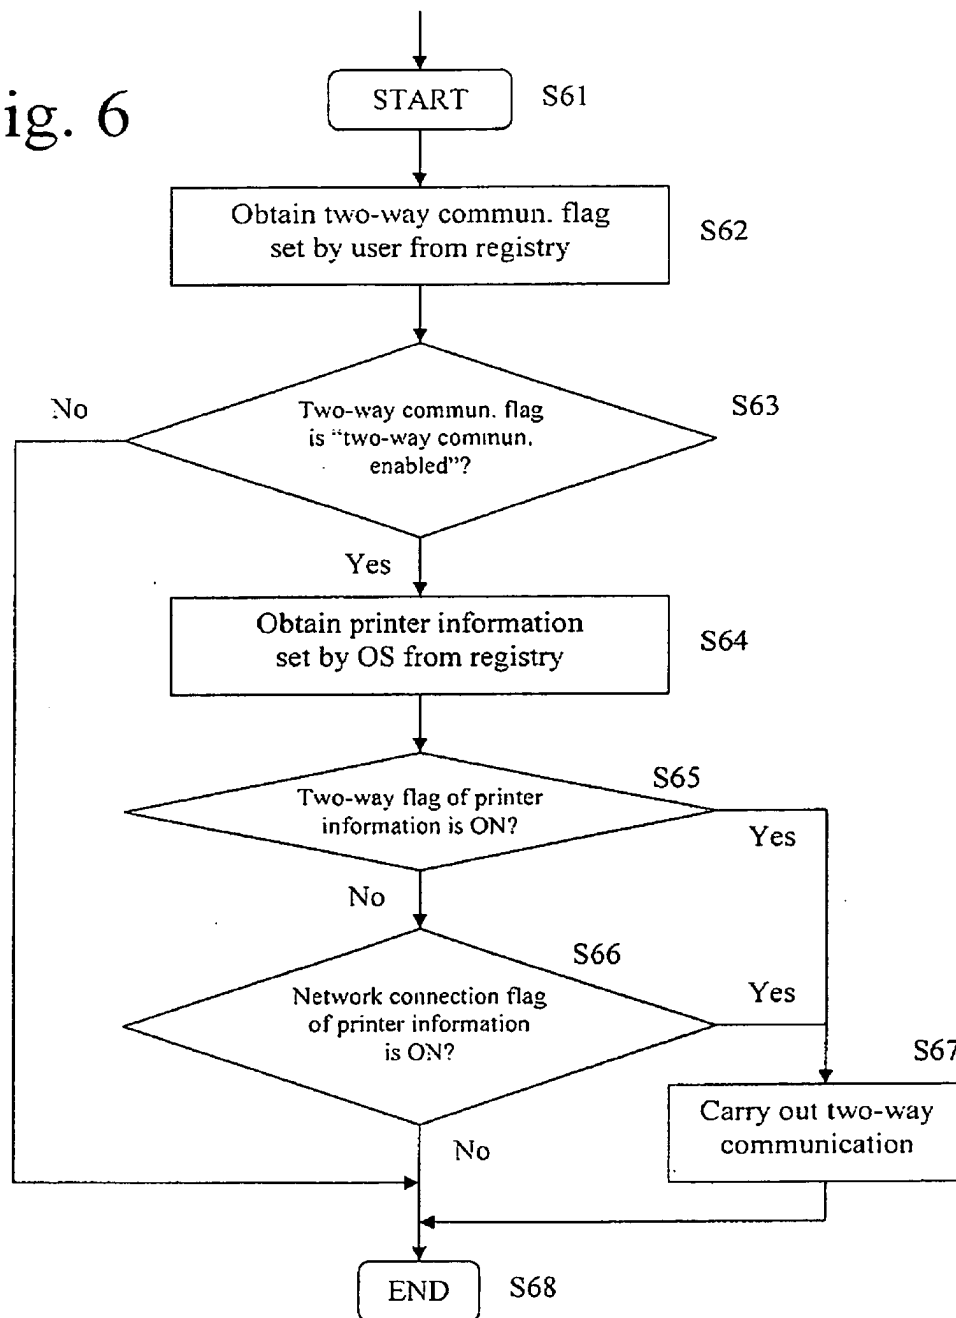 ig. 6
START
S61
Obtain two-way commun. flag
set by user from registry
S62
No
Two-way commun. flag
is "two-way commun.
enabled"?
S63
Yes
Obtain printer information
set by OS from registry
S64
Two-way flag of printer
information is ON?
S65
Yes
No
S66
Network connection flag
of printer information
is ON?
Yes
S67
Carry out two-way
communication
No
END
S68